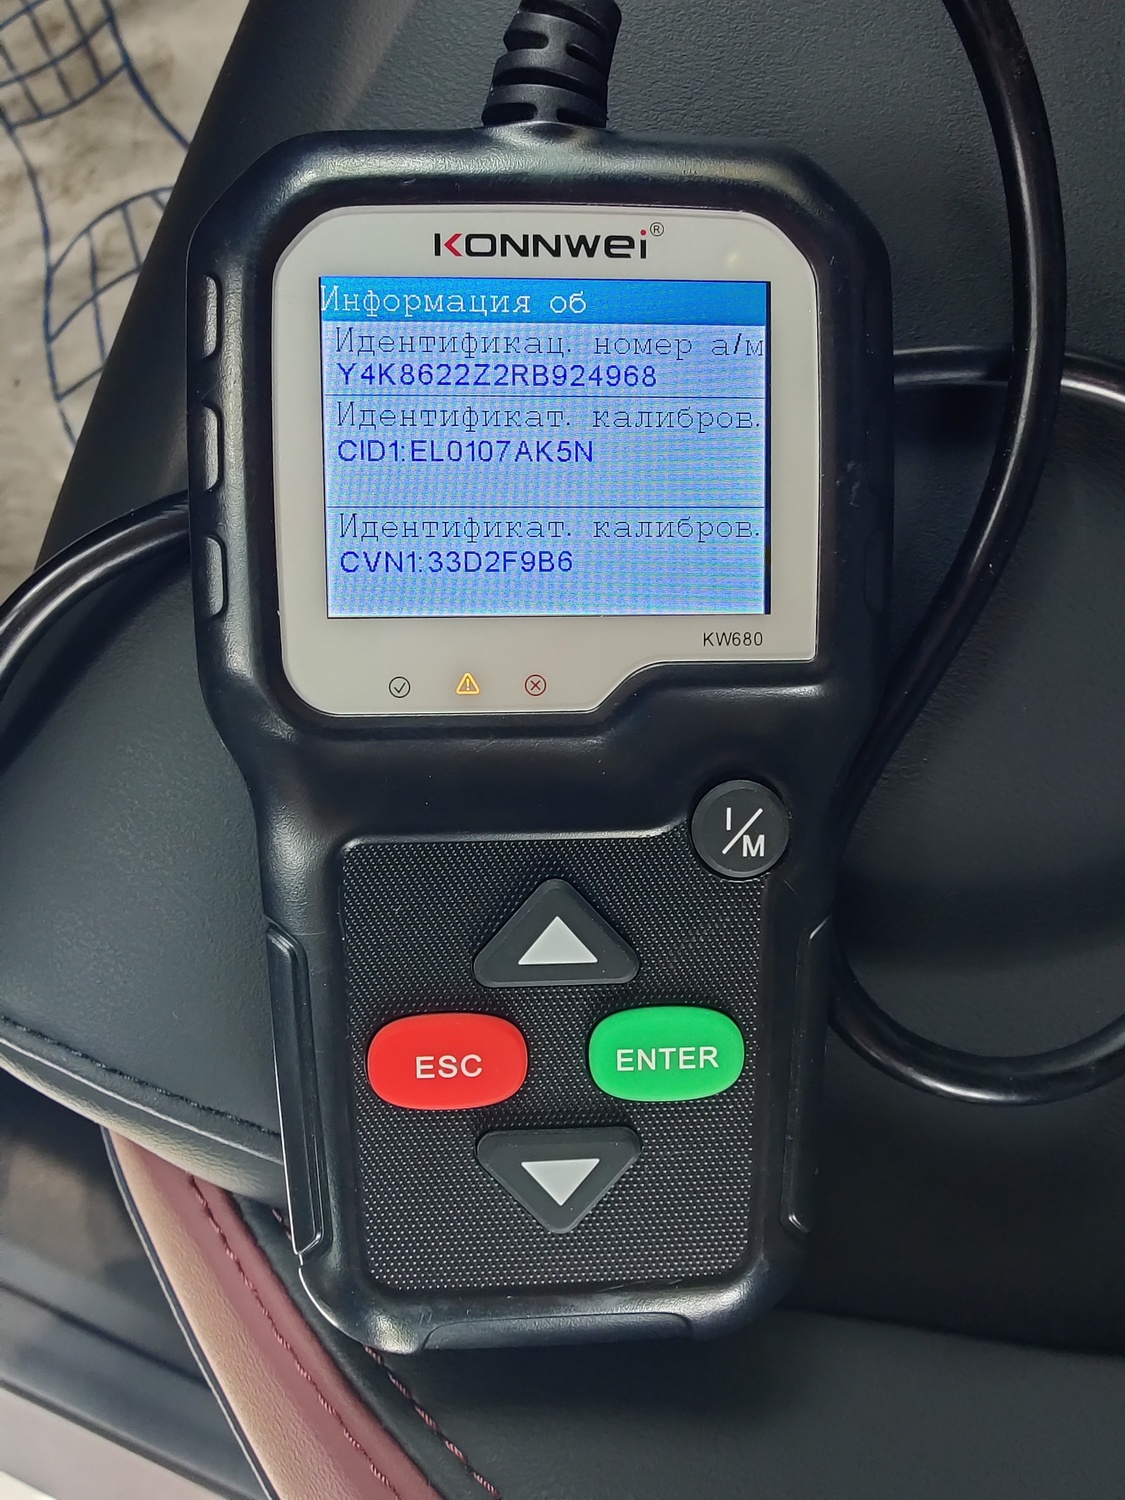 KONNWEI®
Информация об
Идентификац. номер а/м
Y4K8622Z2RB924968
Идентификат. калибров.
CID1:EL0107AK5N
Идентификат. калибров.
CVN1:33D2F9B6
KW680
I/M
ESC
ENTER